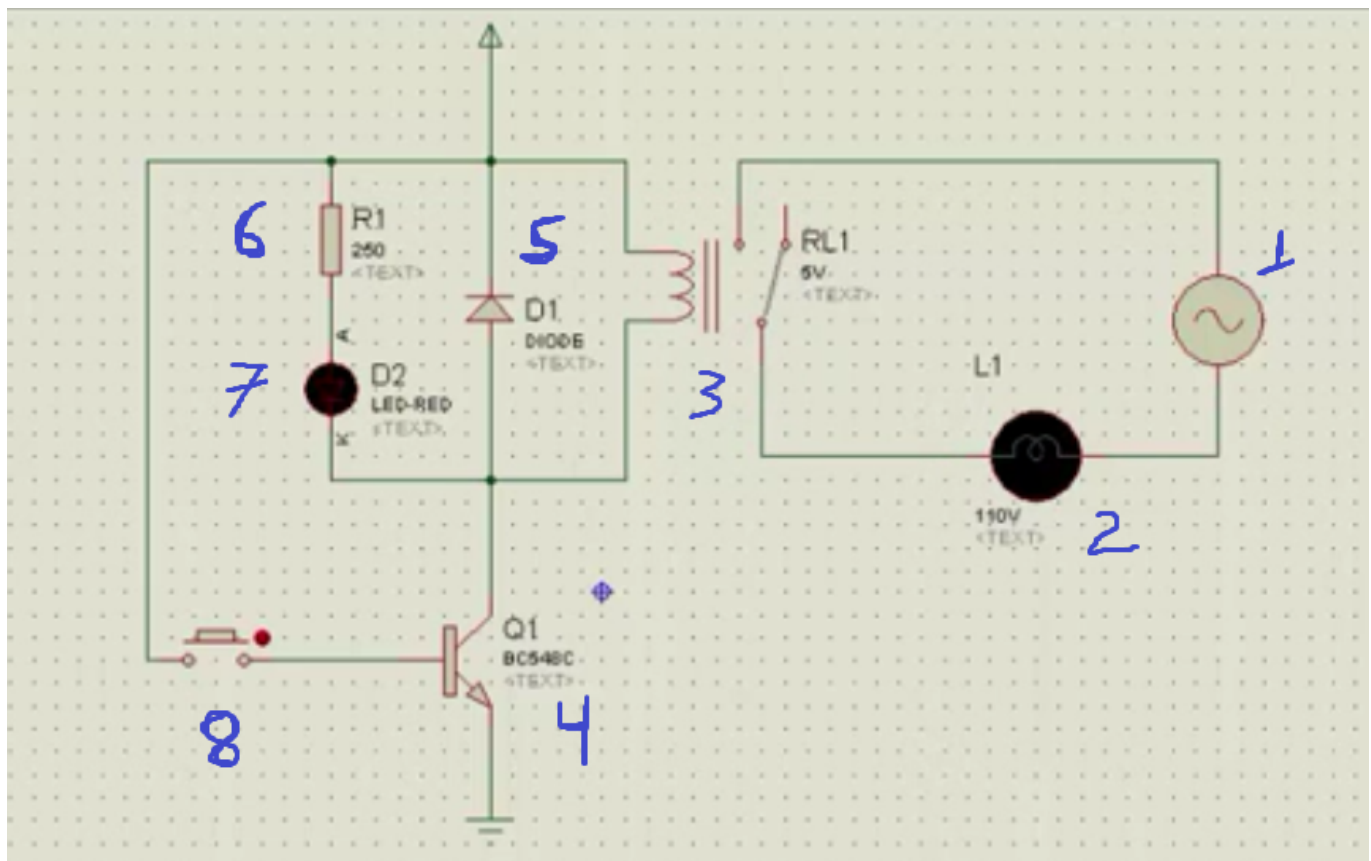 6
R1
250
<TEXT>
5
RL1
5V
<TEXT>
1
A
D1
DIODE
<TEXT>
7
D2
LED-RED
<TEXT>
K
3
L1
110V
<TEXT>
2
Q1
BC548C
<TEXT>
8
4